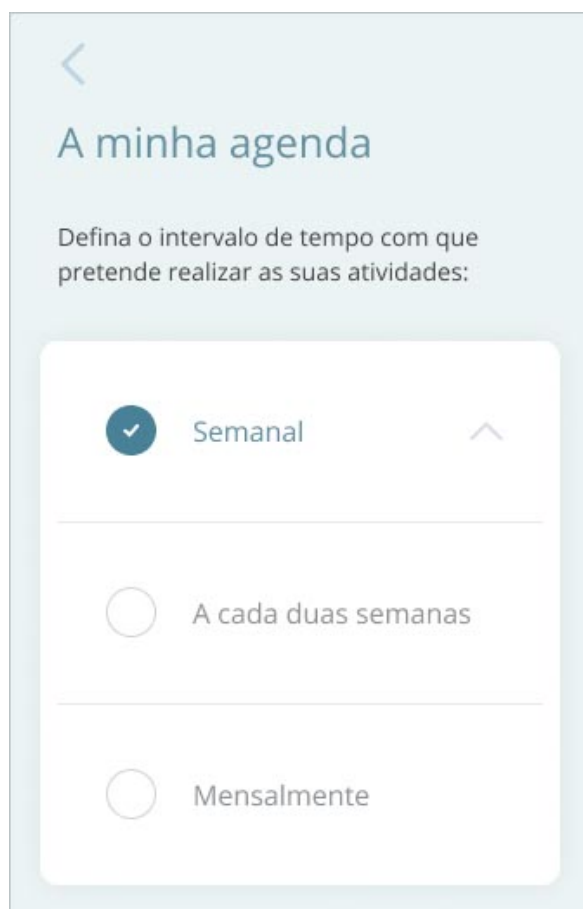 A minha agenda
Defina o intervalo de tempo com que
pretende realizar as suas atividades:
Semanal
A cada duas semanas
Mensalmente